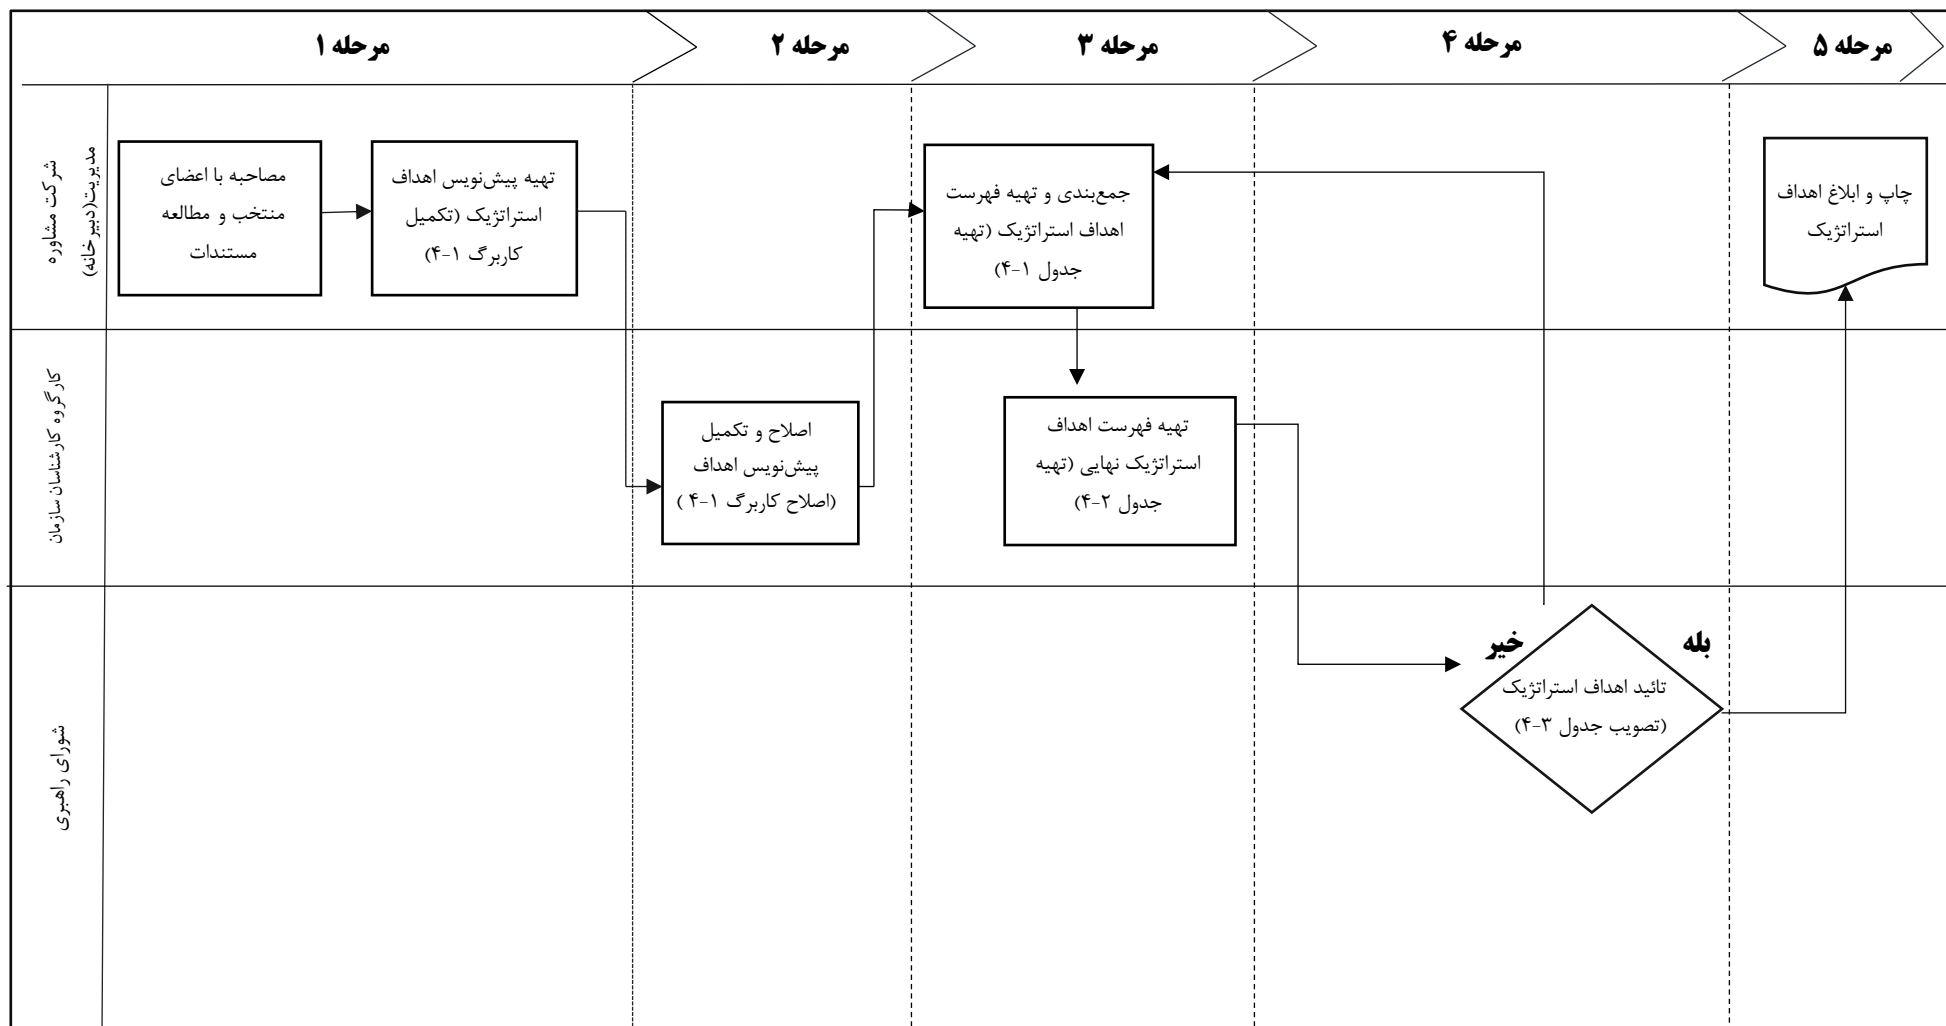 مرحله ۱
مرحله ۲
مرحله ۳
مرحله ۴
مرحله ۵
شرکت مشاوره
مدیریت(دبیرخانه)
مصاحبه با اعضای
منتخب و مطالعه
مستندات
تهیه پیش‌نویس اهداف
استراتژیک (تکمیل
کاربرگ ۱-۴)
جمع‌بندی و تهیه فهرست
اهداف استراتژیک (تهیه
جدول ۱-۴)
چاپ و ابلاغ اهداف
استراتژیک
کارگروه کارشناسان سازمان
اصلاح و تکمیل
پیش‌نویس اهداف
(اصلاح کاربرگ ۱-۴ )
تهیه فهرست اهداف
استراتژیک نهایی (تهیه
جدول ۲-۴)
شورای راهبری
خیر
بله
تائید اهداف استراتژیک
(تصویب جدول ۳-۴)